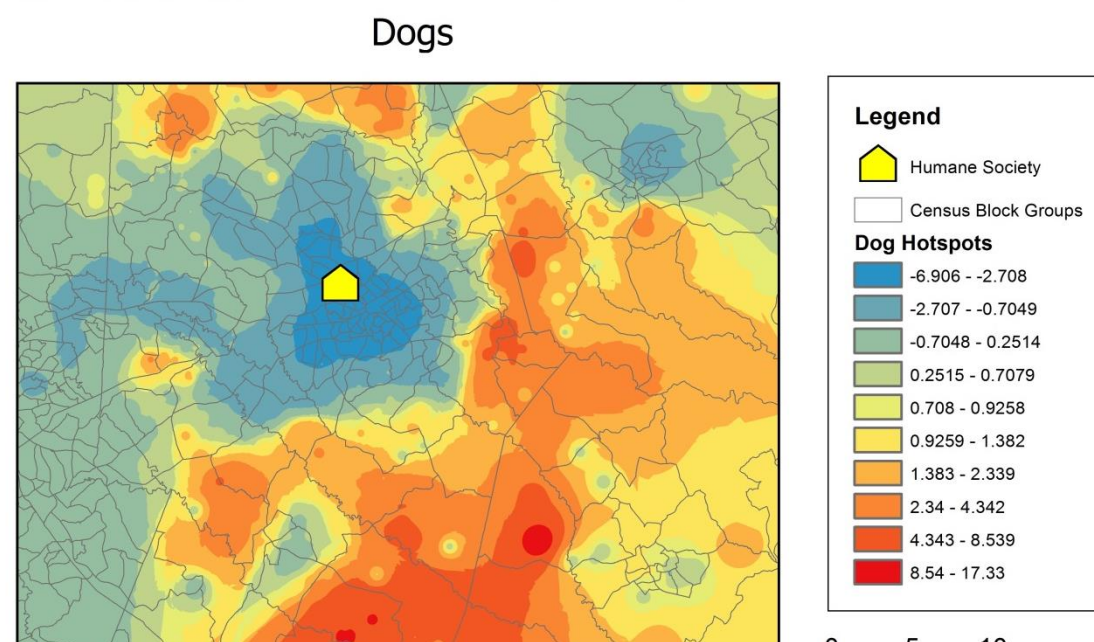 Dogs
Legend
Humane Society
Census Block Groups
Dog Hotspots
-6.906 - -2.708
-2.707 - -0.7049
-0.7048 - 0.2514
0.2515 - 0.7079
0.708 - 0.9258
0.9259 - 1.382
1.383 - 2.339
2.34 - 4.342
4.343 - 8.539
8.54 - 17.33